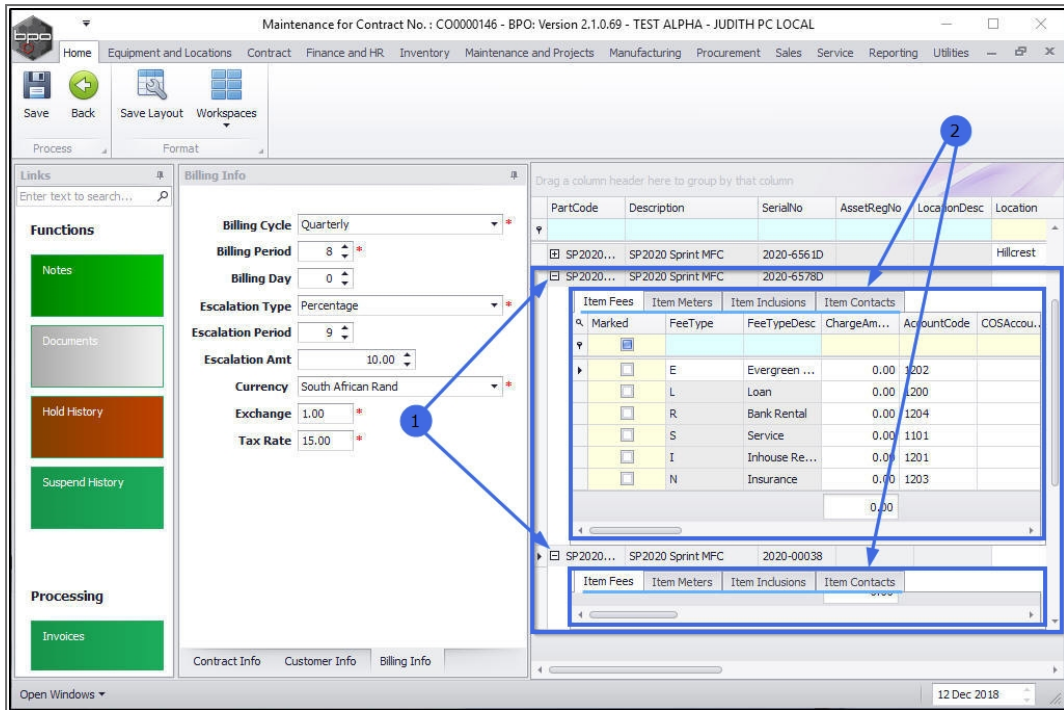 Maintenance for Contract No. : CO0000146 - BPO: Version 2.1.0.69 - TEST ALPHA - JUDITH PC LOCAL
bpo
Home Equipment and Locations Contract Finance and HR Inventory Maintenance and Projects Manufacturing Procurement Sales Service Reporting Utilities
Save Back Save Layout Workspaces
Process Format
2
Links
Enter text to search...
Functions
Notes
Documents
Hold History
Suspend History
Processing
Invoices
Billing Info
Billing Cycle Quarterly *
Billing Period 8 *
Billing Day 0
Escalation Type Percentage *
Escalation Period 9
Escalation Amt 10.00
Currency South African Rand *
Exchange 1.00 *
Tax Rate 15.00 *
1
Contract Info Customer Info Billing Info
Drag a column header here to group by that column
PartCode Description SerialNo AssetRegNo LocationDesc Location
SP2020... SP2020 Sprint MFC 2020-6561D Hillcrest
SP2020... SP2020 Sprint MFC 2020-6578D
Item Fees Item Meters Item Inclusions Item Contacts
Marked FeeType FeeTypeDesc ChargeAm... AccountCode COSAccou...
E Evergreen ... 0.00 1202
L Loan 0.00 1200
R Bank Rental 0.00 1204
S Service 0.00 1101
I Inhouse Re... 0.00 1201
N Insurance 0.00 1203
0.00
SP2020... SP2020 Sprint MFC 2020-00038
Item Fees Item Meters Item Inclusions Item Contacts
Open Windows 12 Dec 2018